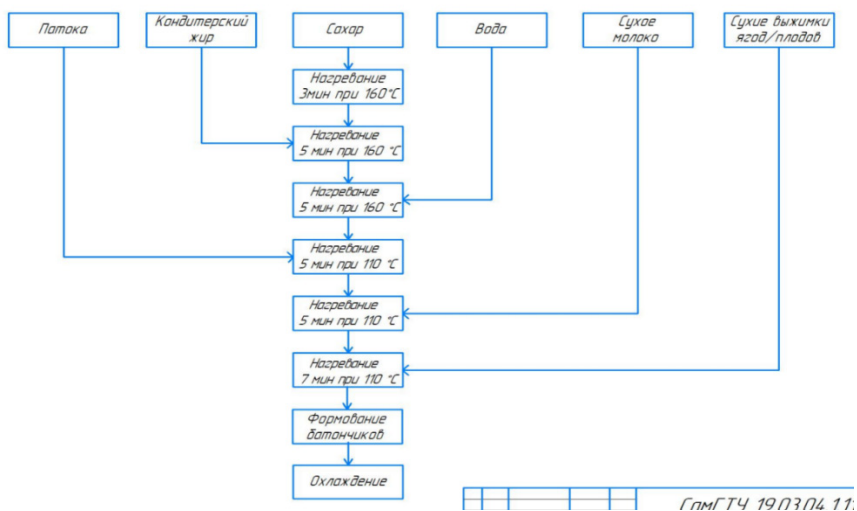 Патока
Кондитерский
жир
Сахар
Вода
Сухое
молоко
Сухие выжимки
ягод/плодов
Нагревание
3мин при 160°С
Нагревание
5 мин при 160 °С
Нагревание
5 мин при 160 °С
Нагревание
5 мин при 110 °С
Нагревание
5 мин при 110 °С
Нагревание
7 мин при 110 °С
Формование
батончиков
Охлаждение
СамГТУ 19.03.04.1.1